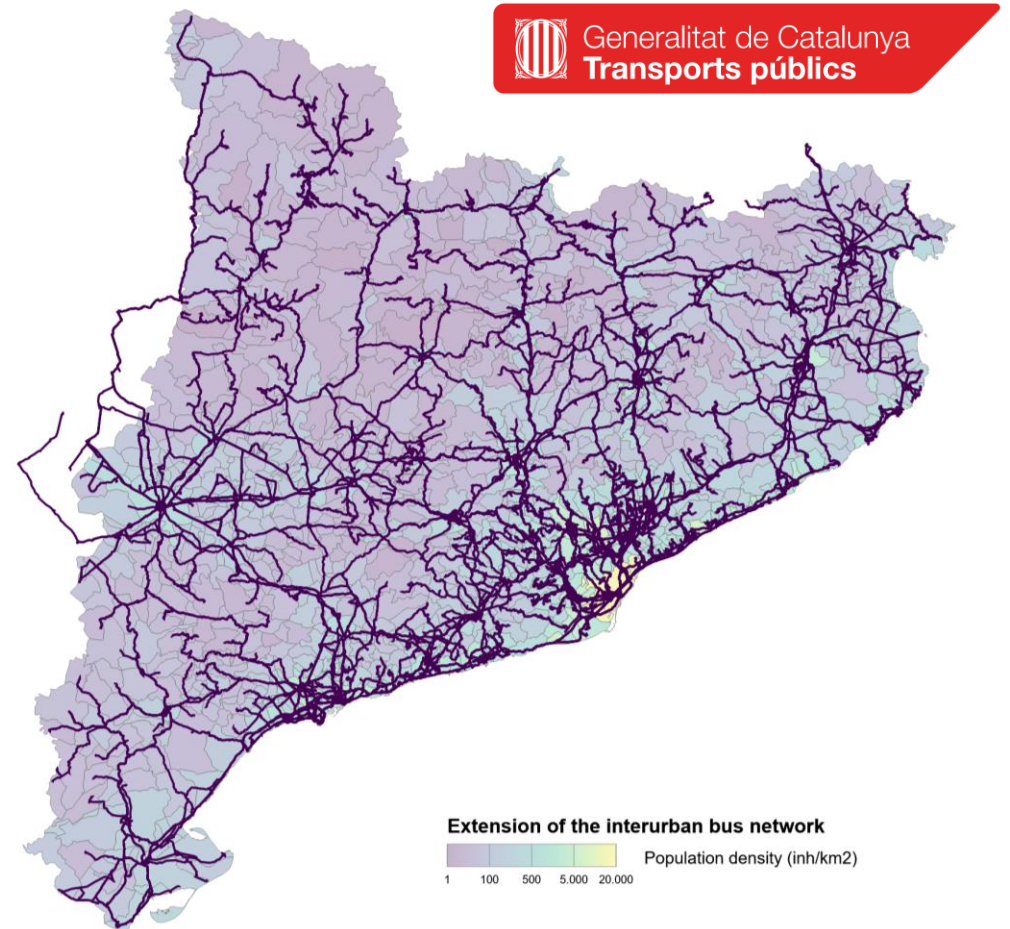 Generalitat de Catalunya
Transports públics
Extension of the interurban bus network
Population density (inh/km2)
1 100 500 5.000 20.000